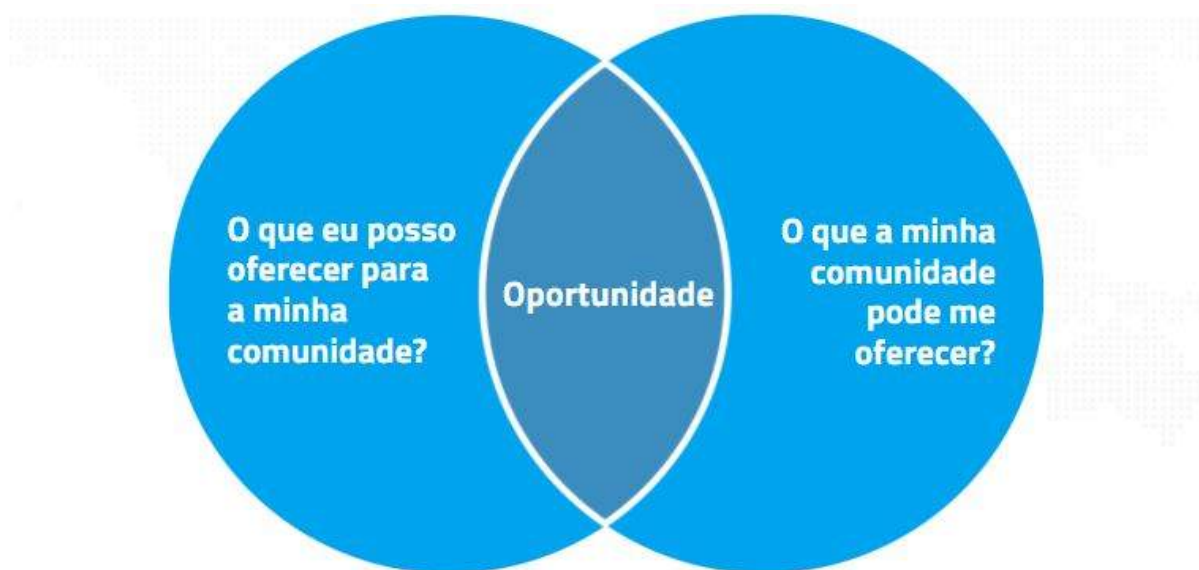 O que eu posso
oferecer para
a minha
comunidade?
Oportunidade
O que a minha
comunidade
pode me
oferecer?